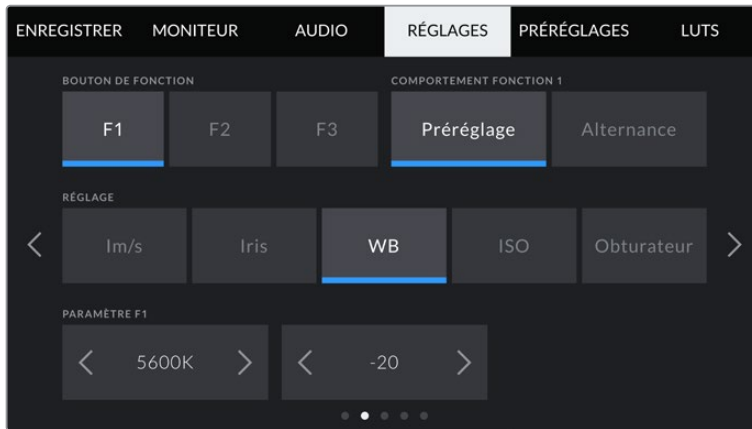 ENREGISTRER MONITEUR AUDIO RÉGLAGES PRÉRÉGLAGES LUTS
BOUTON DE FONCTION COMPORTEMENT FONCTION 1
F1 F2 F3 Préréglage Alternance
RÉGLAGE
Im/s Iris WB ISO Obturateur
PARAMÈTRE F1
5600K -20